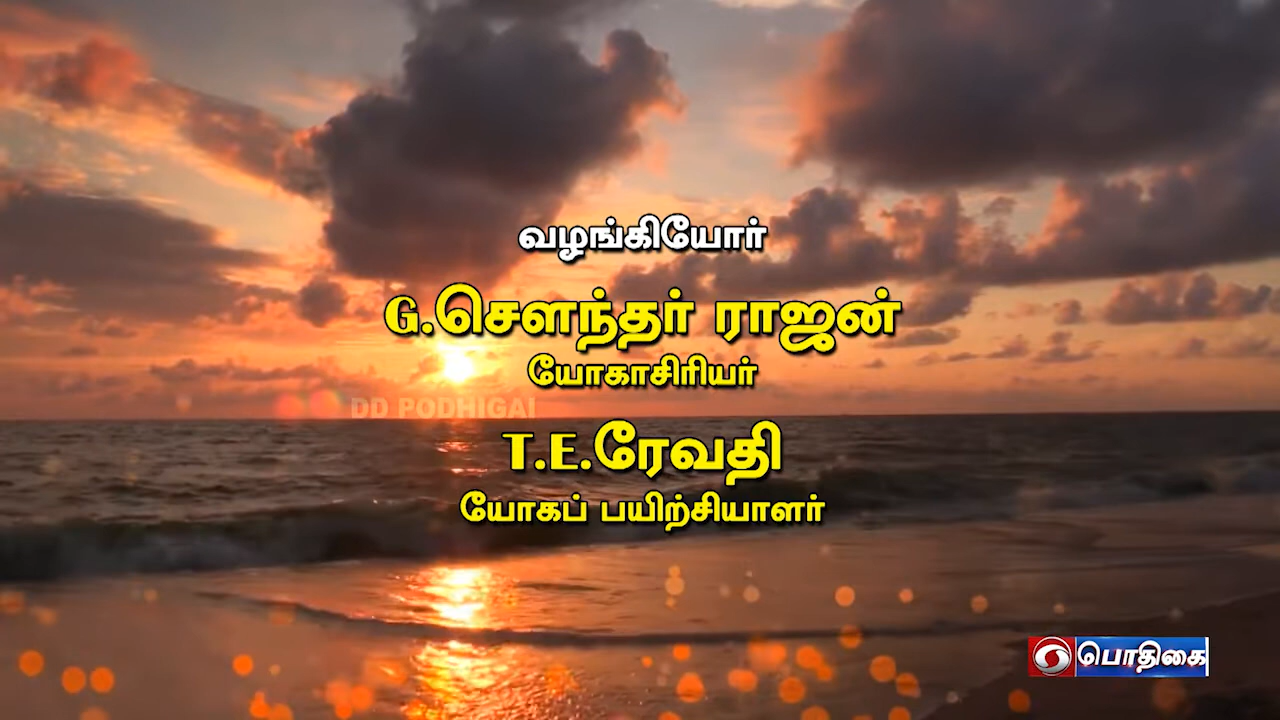 வழங்கியோர்
G.சௌந்தர் ராஜன்
யோகாசிரியர்
DD PODHIGAI
T.E.ரேவதி
யோகப் பயிற்சியாளர்
பொதிகை